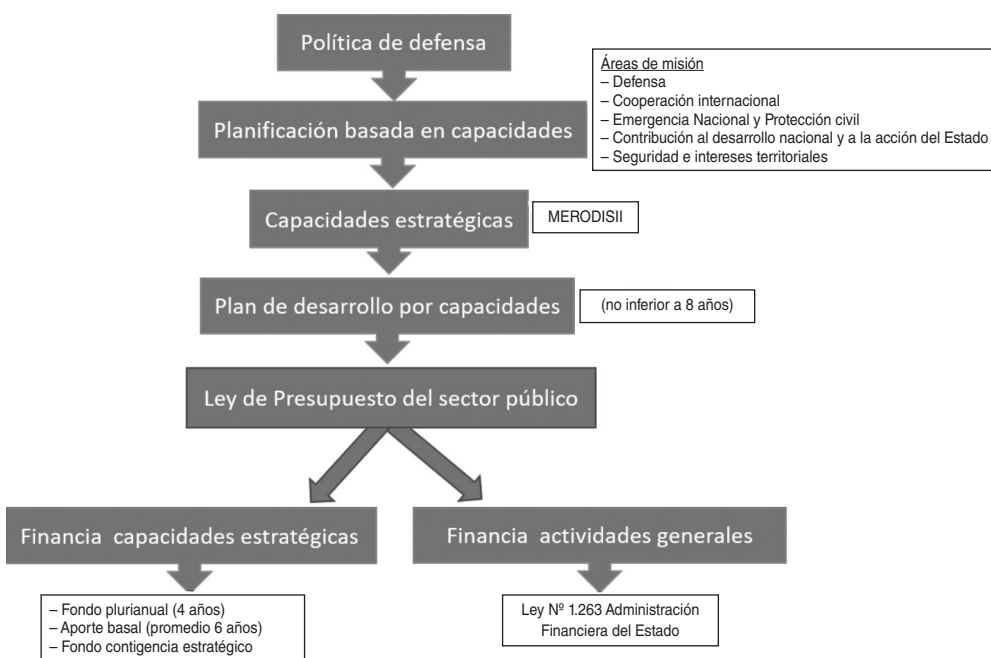 Política de defensa
Áreas de misión
– Defensa
– Cooperación internacional
– Emergencia Nacional y Protección civil
– Contribución al desarrollo nacional y a la acción del Estado
– Seguridad e intereses territoriales
Planificación basada en capacidades
Capacidades estratégicas
MERODISII
Plan de desarrollo por capacidades
(no inferior a 8 años)
Ley de Presupuesto del sector público
Financia capacidades estratégicas
Financia actividades generales
– Fondo plurianual (4 años)
– Aporte basal (promedio 6 años)
– Fondo contigencia estratégico
Ley Nº 1.263 Administración
Financiera del Estado